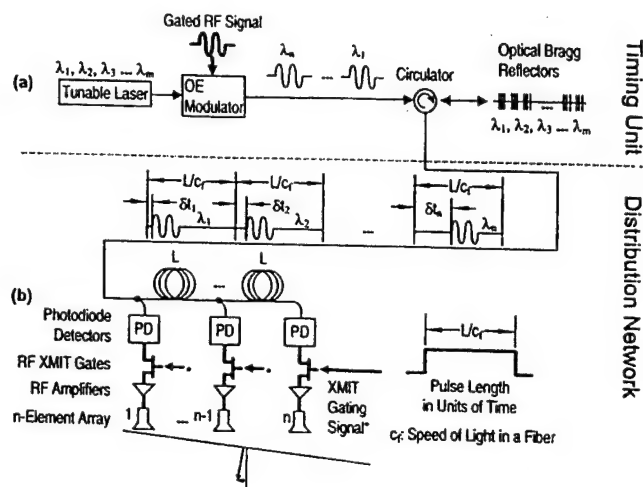 Gated RF Signal
(a)
λ1, λ2, λ3 ... λm
Tunable Laser
OE
Modulator
λn ... λ1
Circulator
Optical Bragg
Reflectors
...
λ1, λ2, λ3 ... λm
Timing Unit
L/cf L/cf L/cf
δt1 λ1 δt2 λ2 ... δtn λn
L ... L
Distribution Network
(b)
Photodiode
Detectors
PD PD PD
RF XMIT Gates
RF Amplifiers
n-Element Array
1 ... n-1 n
XMIT
Gating
Signal*
L/cf
Pulse Length
in Units of Time
cf: Speed of Light in a Fiber